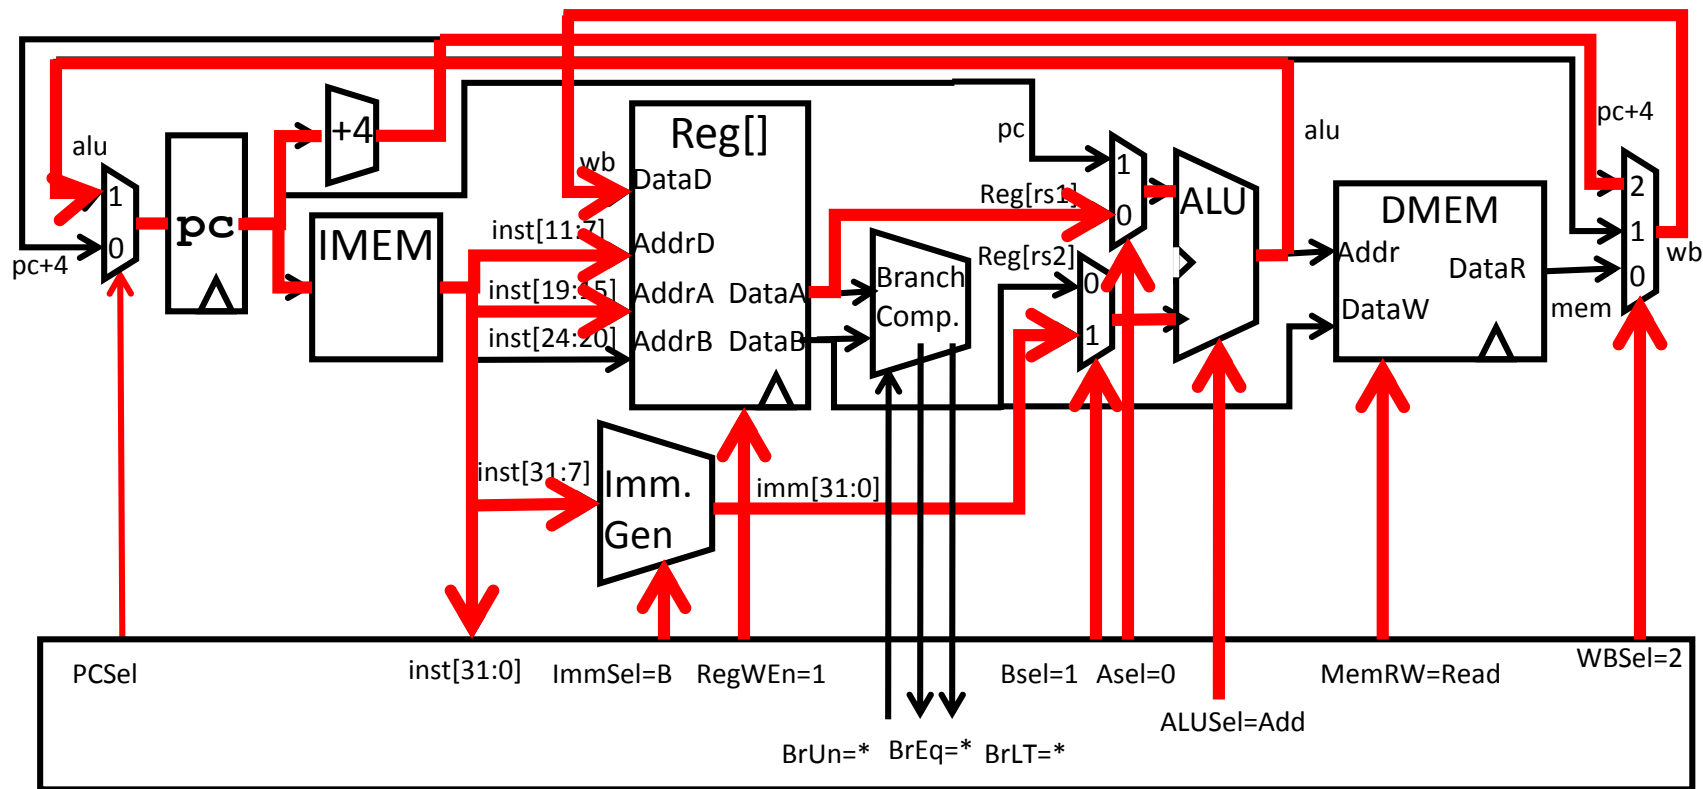 pc+4
alu
1
0
pc+4
pc
+4
IMEM
Reg[]
wb
DataD
inst[11:7]
AddrD
inst[19:15]
AddrA
DataA
inst[24:20]
AddrB
DataB
Branch
Comp.
pc
Reg[rs1]
1
0
Reg[rs2]
0
1
ALU
alu
DMEM
Addr
DataR
DataW
mem
2
1
0
wb
inst[31:7]
Imm.
Gen
imm[31:0]
PCSel
inst[31:0]
ImmSel=B
RegWEn=1
Bsel=1
Asel=0
MemRW=Read
WBSel=2
ALUSel=Add
BrUn=*
BrEq=*
BrLT=*